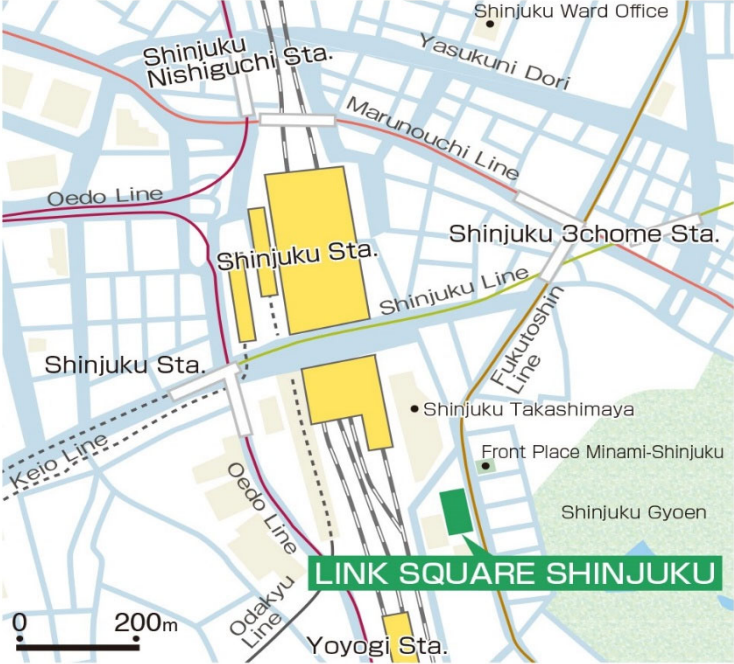 Shinjuku Ward Office
Yasukuni Dori
Shinjuku
Nishiguchi Sta.
Marunouchi Line
Oedo Line
Shinjuku 3chome Sta.
Shinjuku Sta.
Shinjuku Line
Fukutoshin
Line
Shinjuku Sta.
Shinjuku Takashimaya
Keio Line
Front Place Minami-Shinjuku
Oedo Line
Shinjuku Gyoen
LINK SQUARE SHINJUKU
Odakyu
Line
0 200m
Yoyogi Sta.